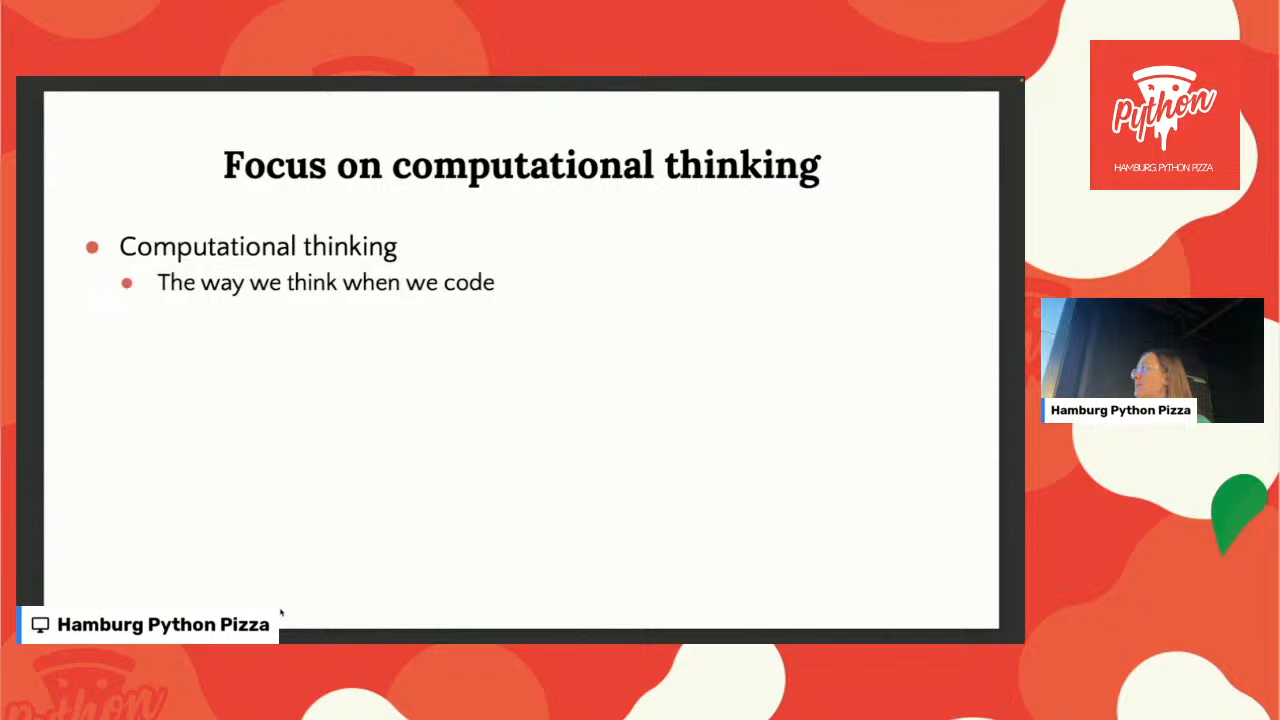 Focus on computational thinking
Computational thinking
The way we think when we code
Hamburg Python Pizza
Python
HAMBURG PYTHON PIZZA
Hamburg Python Pizza
Python